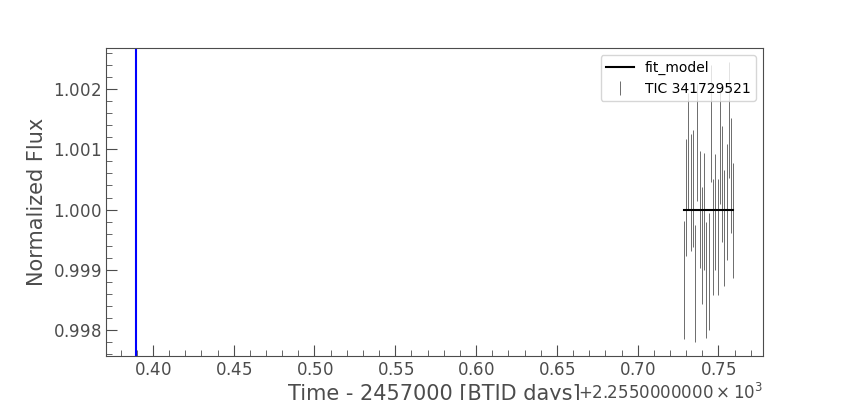 fit_model
TIC 341729521
Normalized Flux
1.002
1.001
1.000
0.999
0.998
0.40 0.45 0.50 0.55 0.60 0.65 0.70 0.75
Time - 2457000 [BTJD days]
+2.2550000000 × 10³